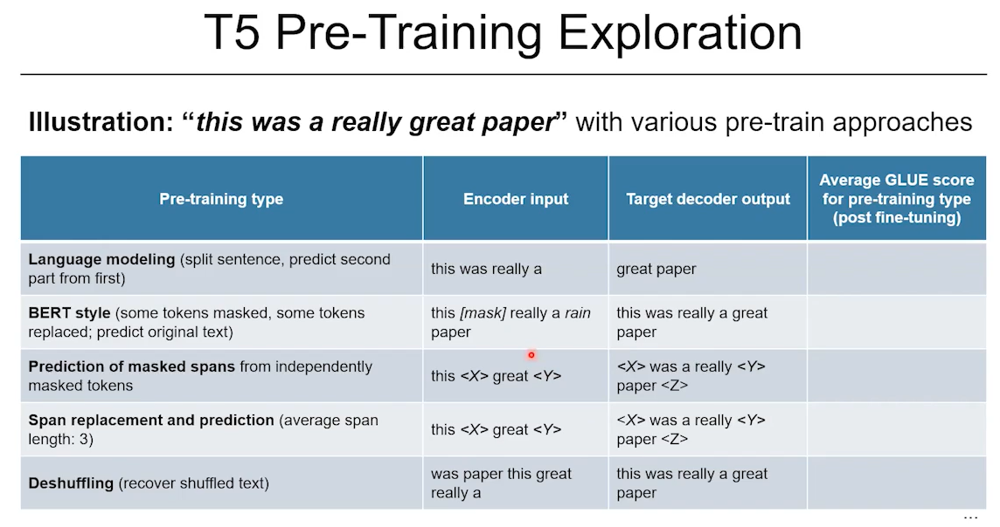 T5 Pre-Training Exploration
Illustration: “this was a really great paper” with various pre-train approaches
Pre-training type
Encoder input
Target decoder output
Average GLUE score
for pre-training type
(post fine-tuning)
Language modeling (split sentence, predict second
part from first)
this was really a
great paper
BERT style (some tokens masked, some tokens
replaced; predict original text)
this [mask] really a rain
paper
this was really a great
paper
Prediction of masked spans from independently
masked tokens
this <X> great <Y>
<X> was a really <Y>
paper <Z>
Span replacement and prediction (average span
length: 3)
this <X> great <Y>
<X> was a really <Y>
paper <Z>
Deshuffling (recover shuffled text)
was paper this great
really a
this was really a great
paper
...